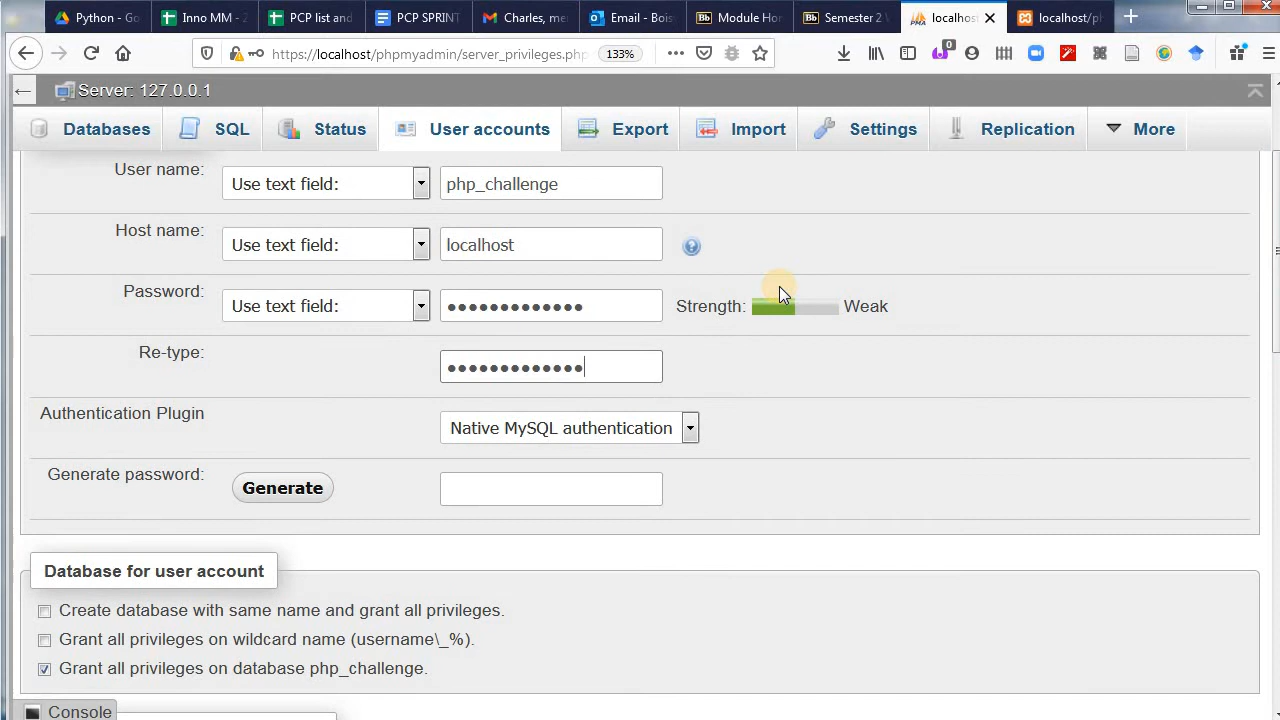 Python - Goo
Inno MM - 2
PCP list and
PCP SPRINT
Charles, me
Email - Bois
Module Hor
Semester 2 V
localhos
localhost/ph
https://localhost/phpmyadmin/server_privileges.php
133%
0
Server: 127.0.0.1
Databases
SQL
Status
User accounts
Export
Import
Settings
Replication
More
User name:
Use text field:
php_challenge
Host name:
Use text field:
localhost
Password:
Use text field:
●●●●●●●●●●●●●
Strength:
Weak
Re-type:
●●●●●●●●●●●●●
Authentication Plugin
Native MySQL authentication
Generate password:
Generate
Database for user account
Create database with same name and grant all privileges.
Grant all privileges on wildcard name (username\_%).
Grant all privileges on database php_challenge.
Console